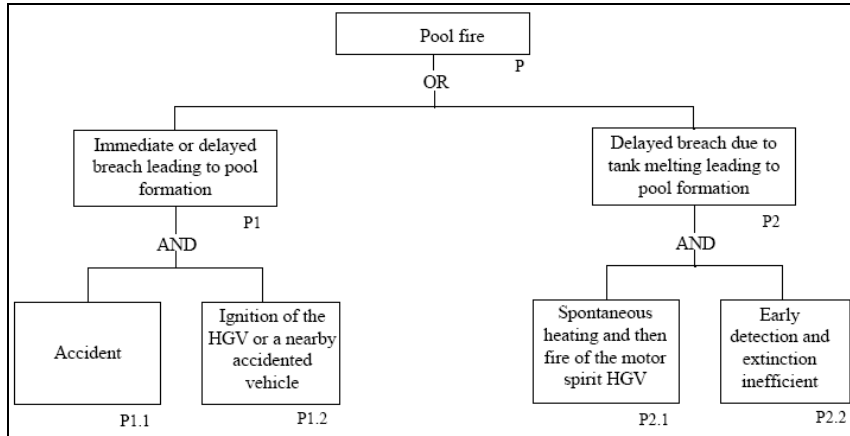 Pool fire
P
OR
Immediate or delayed
breach leading to pool
formation
P1
Delayed breach due to
tank melting leading to
pool formation
P2
AND
AND
Accident
P1.1
Ignition of the
HGV or a nearby
accidented
vehicle
P1.2
Spontaneous
heating and then
fire of the motor
spirit HGV
P2.1
Early
detection and
extinction
inefficient
P2.2